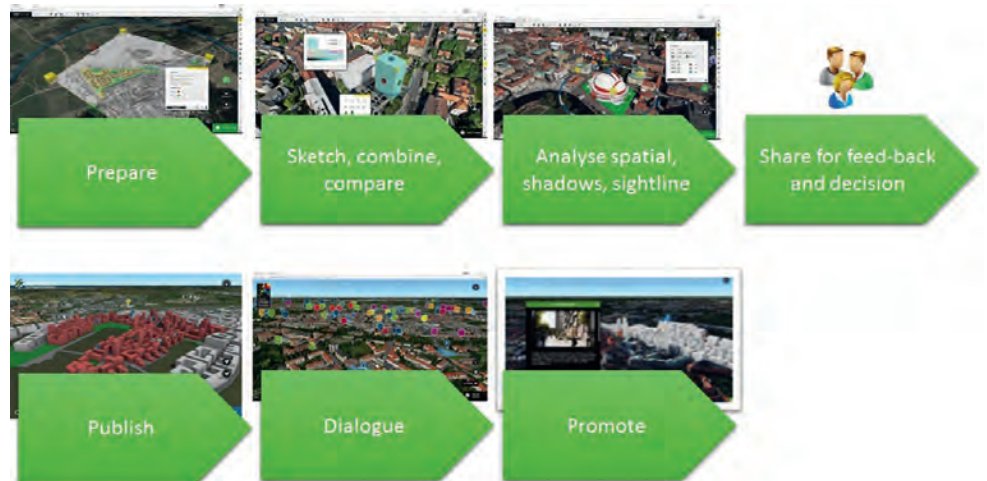 Prepare
Sketch, combine,
compare
Analyse spatial,
shadows, sightline
Share for feed-back
and decision
Publish
Dialogue
Promote